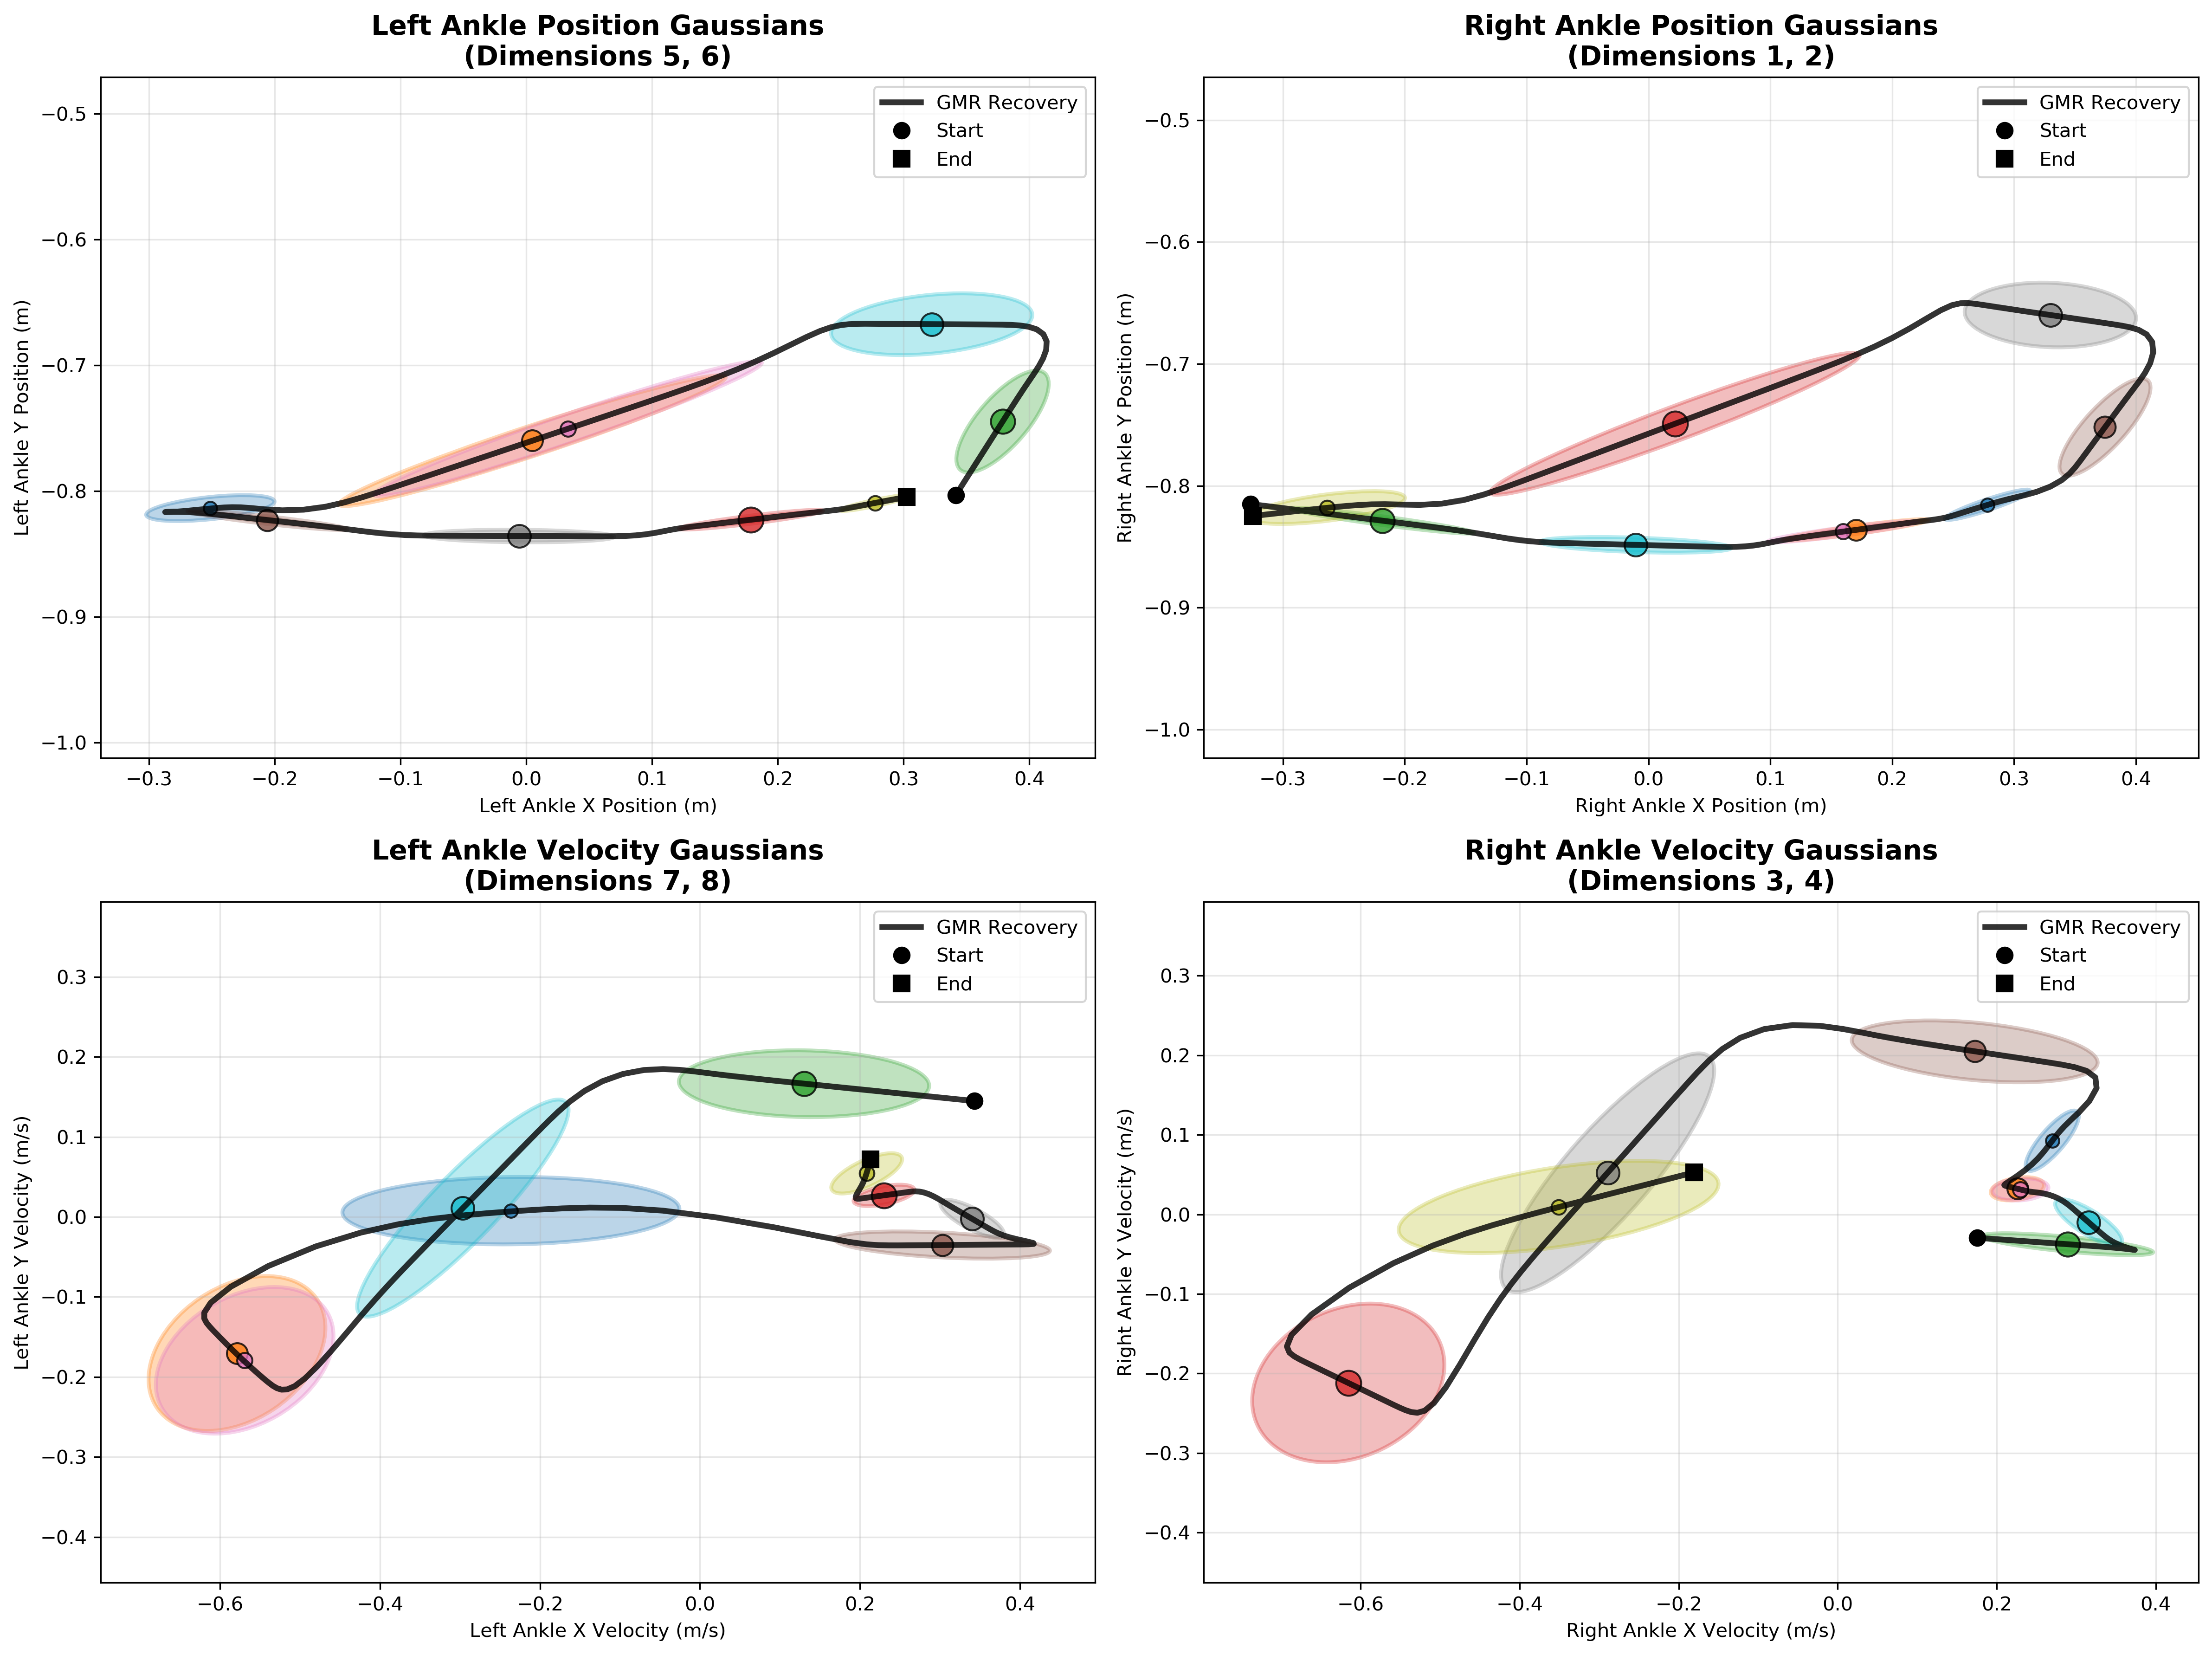 Left Ankle Position Gaussians
(Dimensions 5, 6)
GMR Recovery
Start
End
−0.5
−0.6
−0.7
−0.8
−0.9
−1.0
Left Ankle Y Position (m)
−0.3 −0.2 −0.1 0.0 0.1 0.2 0.3 0.4
Left Ankle X Position (m)
Right Ankle Position Gaussians
(Dimensions 1, 2)
GMR Recovery
Start
End
−0.5
−0.6
−0.7
−0.8
−0.9
−1.0
Right Ankle Y Position (m)
−0.3 −0.2 −0.1 0.0 0.1 0.2 0.3 0.4
Right Ankle X Position (m)
Left Ankle Velocity Gaussians
(Dimensions 7, 8)
GMR Recovery
Start
End
0.3
0.2
0.1
0.0
−0.1
−0.2
−0.3
−0.4
Left Ankle Y Velocity (m/s)
−0.6 −0.4 −0.2 0.0 0.2 0.4
Left Ankle X Velocity (m/s)
Right Ankle Velocity Gaussians
(Dimensions 3, 4)
GMR Recovery
Start
End
0.3
0.2
0.1
0.0
−0.1
−0.2
−0.3
−0.4
Right Ankle Y Velocity (m/s)
−0.6 −0.4 −0.2 0.0 0.2 0.4
Right Ankle X Velocity (m/s)